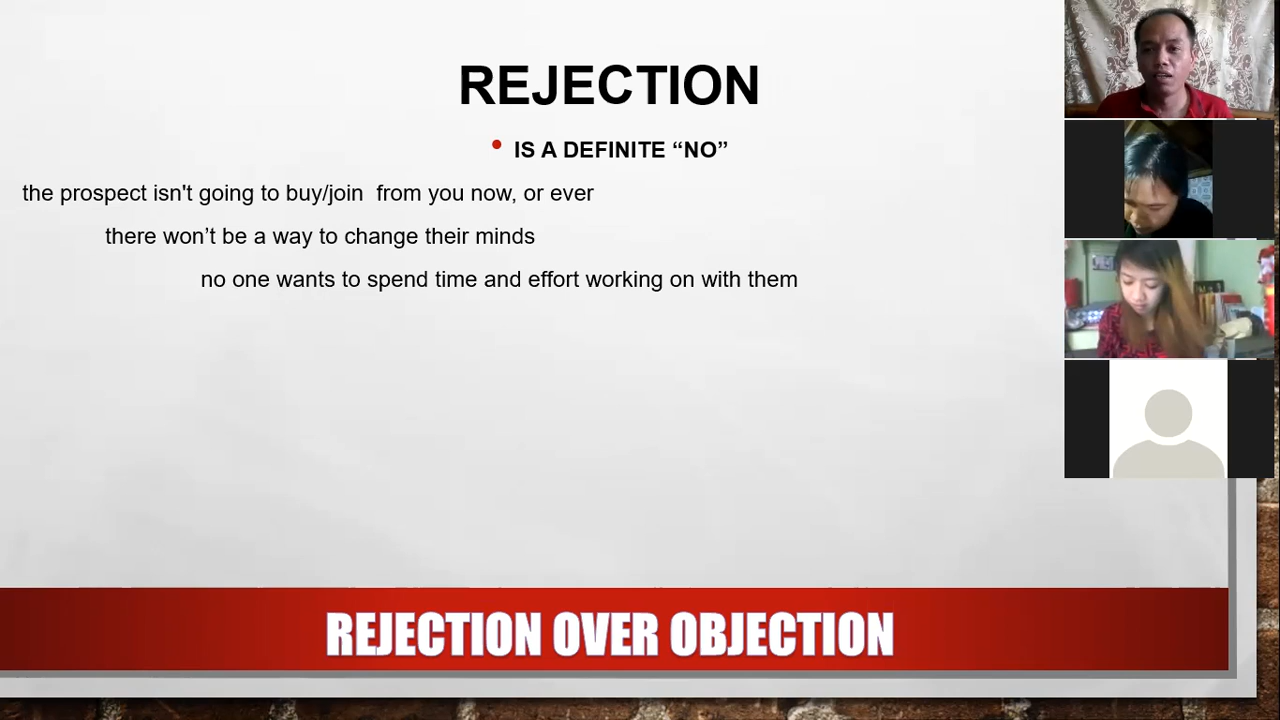 REJECTION
• IS A DEFINITE “NO”
the prospect isn't going to buy/join  from you now, or ever
there won’t be a way to change their minds
no one wants to spend time and effort working on with them
REJECTION OVER OBJECTION